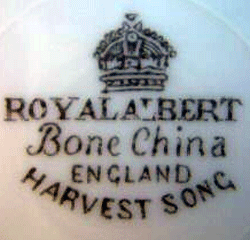 ROYAL ALBERT
Bone China
ENGLAND
HARVEST SONG